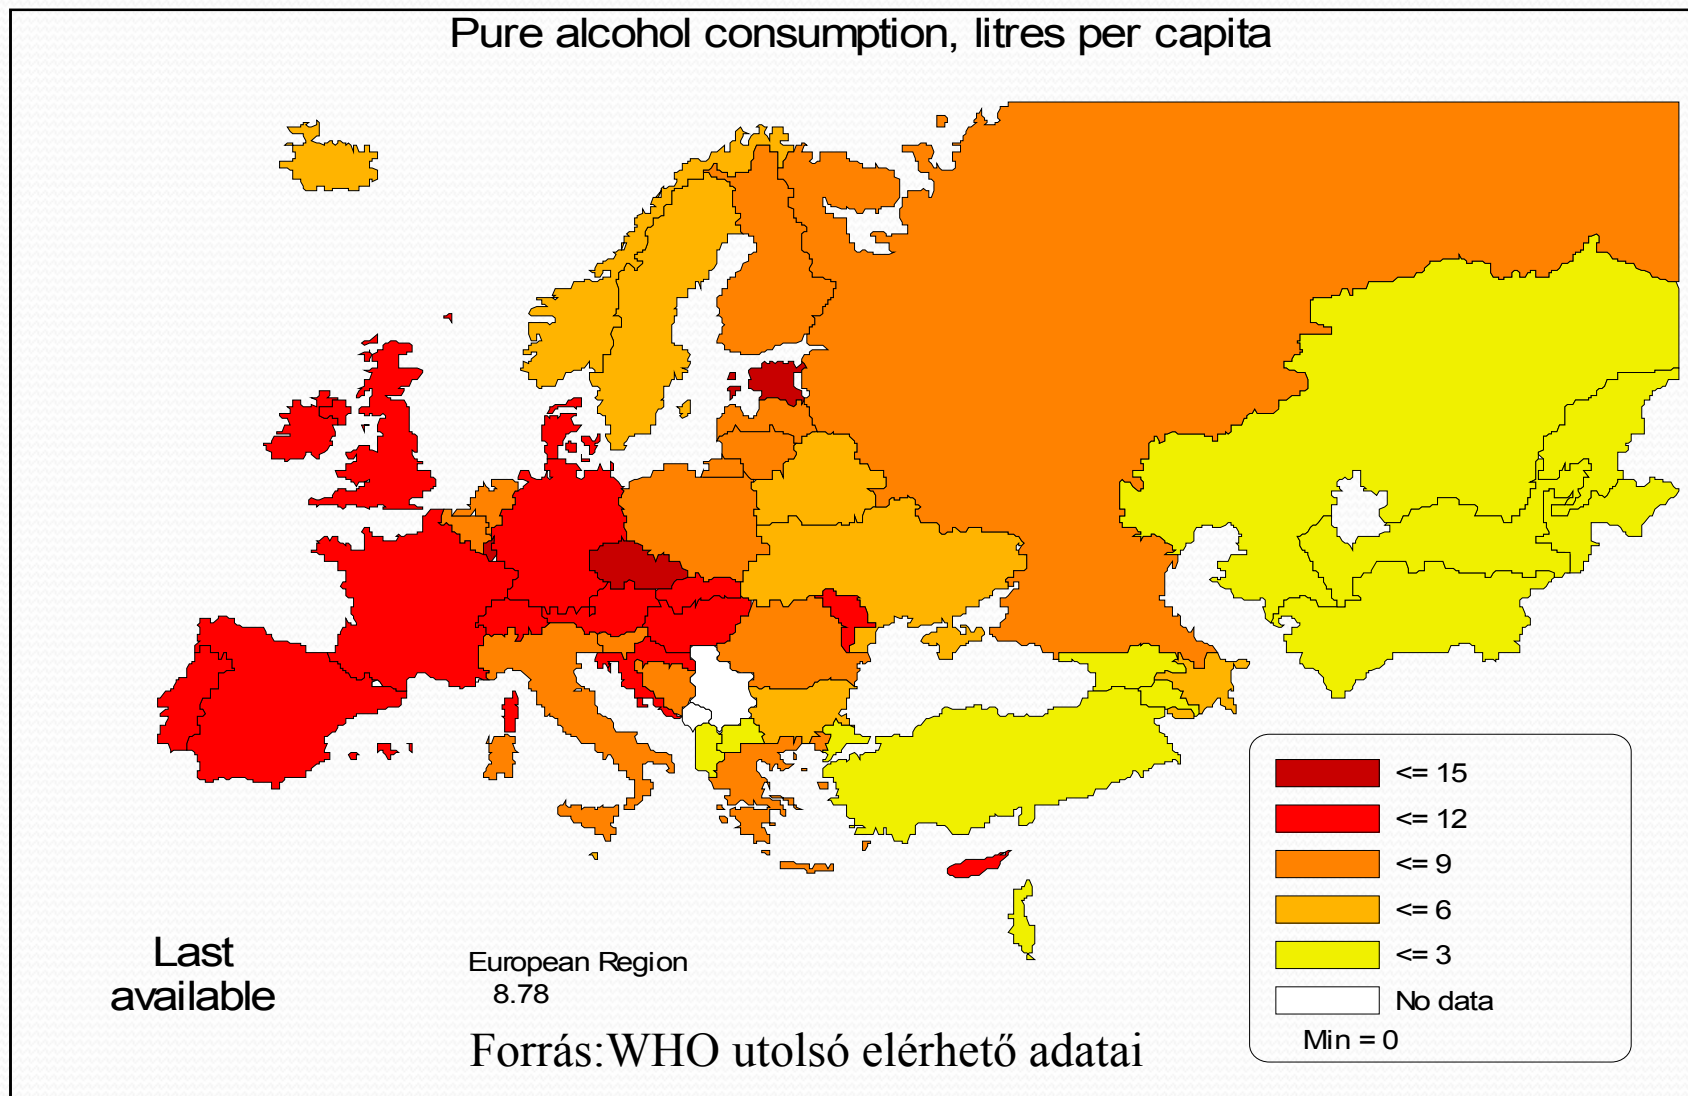 Pure alcohol consumption, litres per capita
<= 15
<= 12
<= 9
<= 6
<= 3
No data
Min = 0
Last
available
European Region
8.78
Forrás:WHO utolsó elérhető adatai